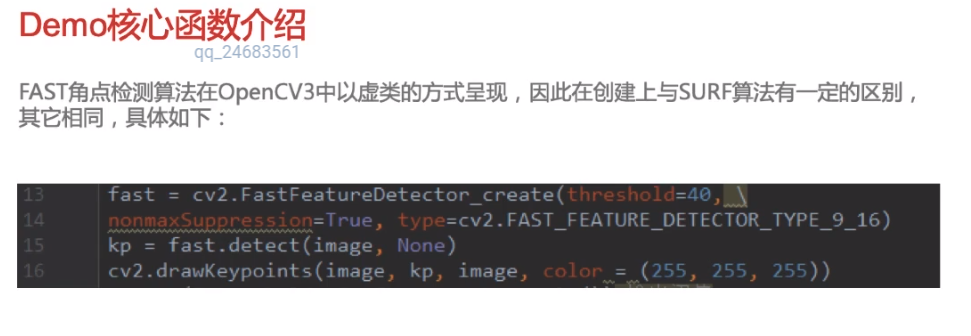 Demo核心函数介绍
qq_24683561
FAST角点检测算法在OpenCV3中以虚类的方式呈现，因此在创建上与SURF算法有一定的区别，
其它相同，具体如下：
13 fast = cv2.FastFeatureDetector_create(threshold=40, \
14 nonmaxSuppression=True, type=cv2.FAST_FEATURE_DETECTOR_TYPE_9_16)
15 kp = fast.detect(image, None)
16 cv2.drawKeypoints(image, kp, image, color = (255, 255, 255))